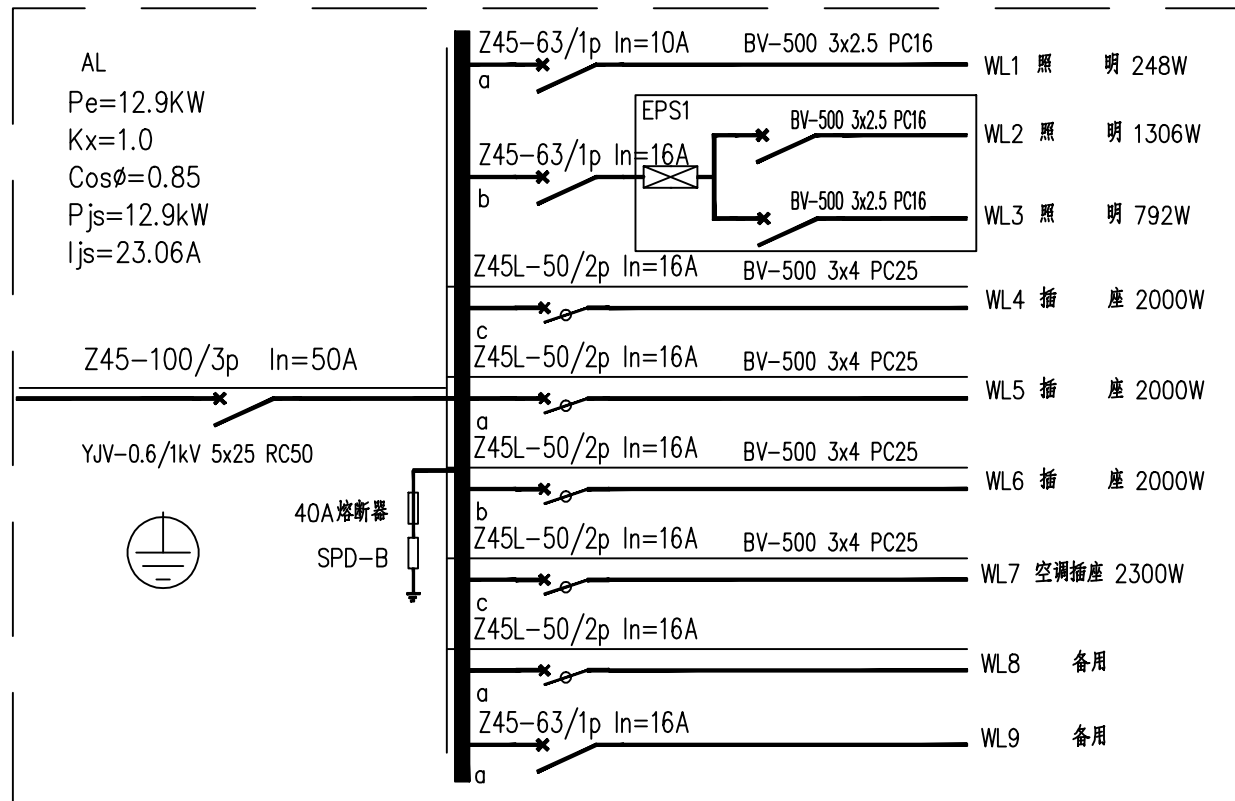 AL
Pe=12.9KW
Kx=1.0
Cosø=0.85
Pjs=12.9kW
Ijs=23.06A
Z45-100/3p In=50A
YJV-0.6/1kV 5x25 RC50
40A熔断器
SPD-B
Z45-63/1p In=10A BV-500 3x2.5 PC16
a
WL1 照 明 248W
EPS1
Z45-63/1p In=16A
b
BV-500 3x2.5 PC16
WL2 照 明 1306W
BV-500 3x2.5 PC16
WL3 照 明 792W
Z45L-50/2p In=16A BV-500 3x4 PC25
c
WL4 插 座 2000W
Z45L-50/2p In=16A BV-500 3x4 PC25
a
WL5 插 座 2000W
Z45L-50/2p In=16A BV-500 3x4 PC25
b
WL6 插 座 2000W
Z45L-50/2p In=16A BV-500 3x4 PC25
c
WL7 空调插座 2300W
Z45L-50/2p In=16A
a
WL8 备用
Z45-63/1p In=16A
a
WL9 备用